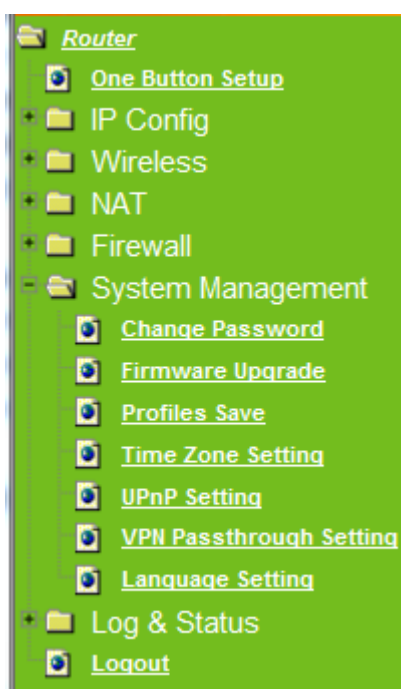 Router
One Button Setup
IP Config
Wireless
NAT
Firewall
System Management
Change Password
Firmware Upgrade
Profiles Save
Time Zone Setting
UPnP Setting
VPN Passthrough Setting
Language Setting
Log & Status
Logout